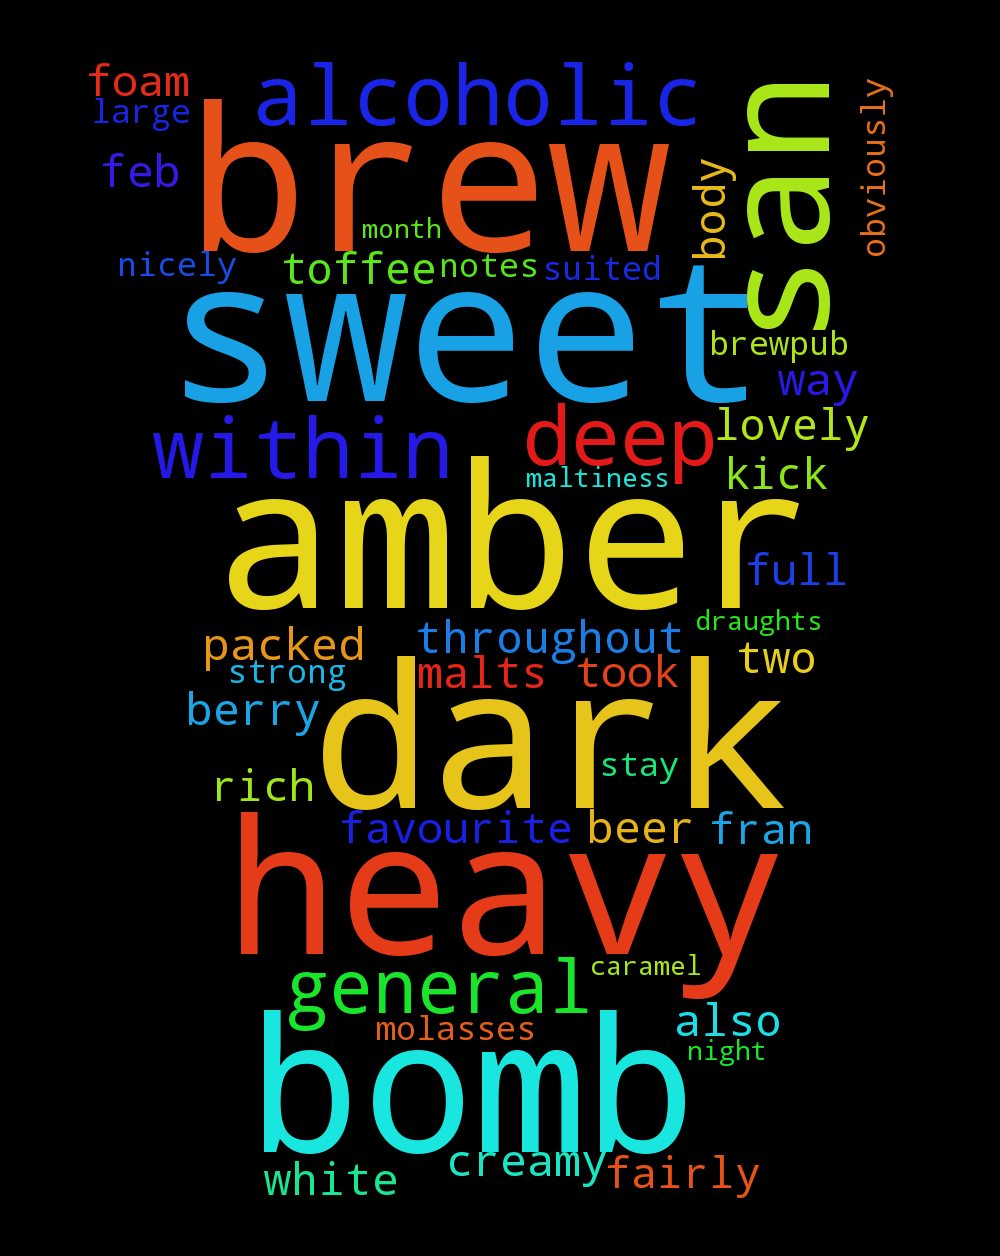 foam
alcoholic
san
obviously
large
brew
feb
body
month
nicely
toffee
notes
suited
sweet
brewpub
way
within
deep
lovely
maltiness
kick
amber
full
draughts
packed
throughout
two
strong
malts
took
berry
dark
stay
rich
favourite
beer
fran
heavy
general
caramel
molasses
also
night
bomb
white
creamy
fairly